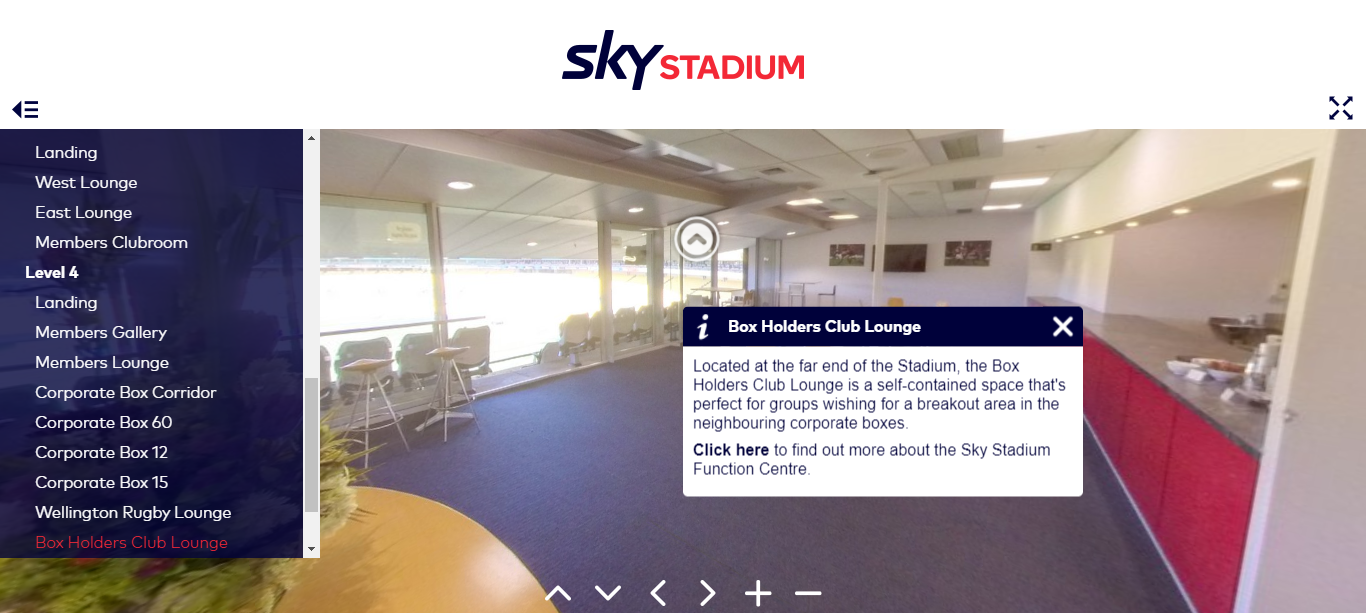 sky STADIUM
Landing
West Lounge
East Lounge
Members Clubroom
Level 4
Landing
Members Gallery
Members Lounge
Corporate Box Corridor
Corporate Box 60
Corporate Box 12
Corporate Box 15
Wellington Rugby Lounge
Box Holders Club Lounge
i Box Holders Club Lounge
Located at the far end of the Stadium, the Box
Holders Club Lounge is a self-contained space that's
perfect for groups wishing for a breakout area in the
neighbouring corporate boxes.
Click here to find out more about the Sky Stadium
Function Centre.